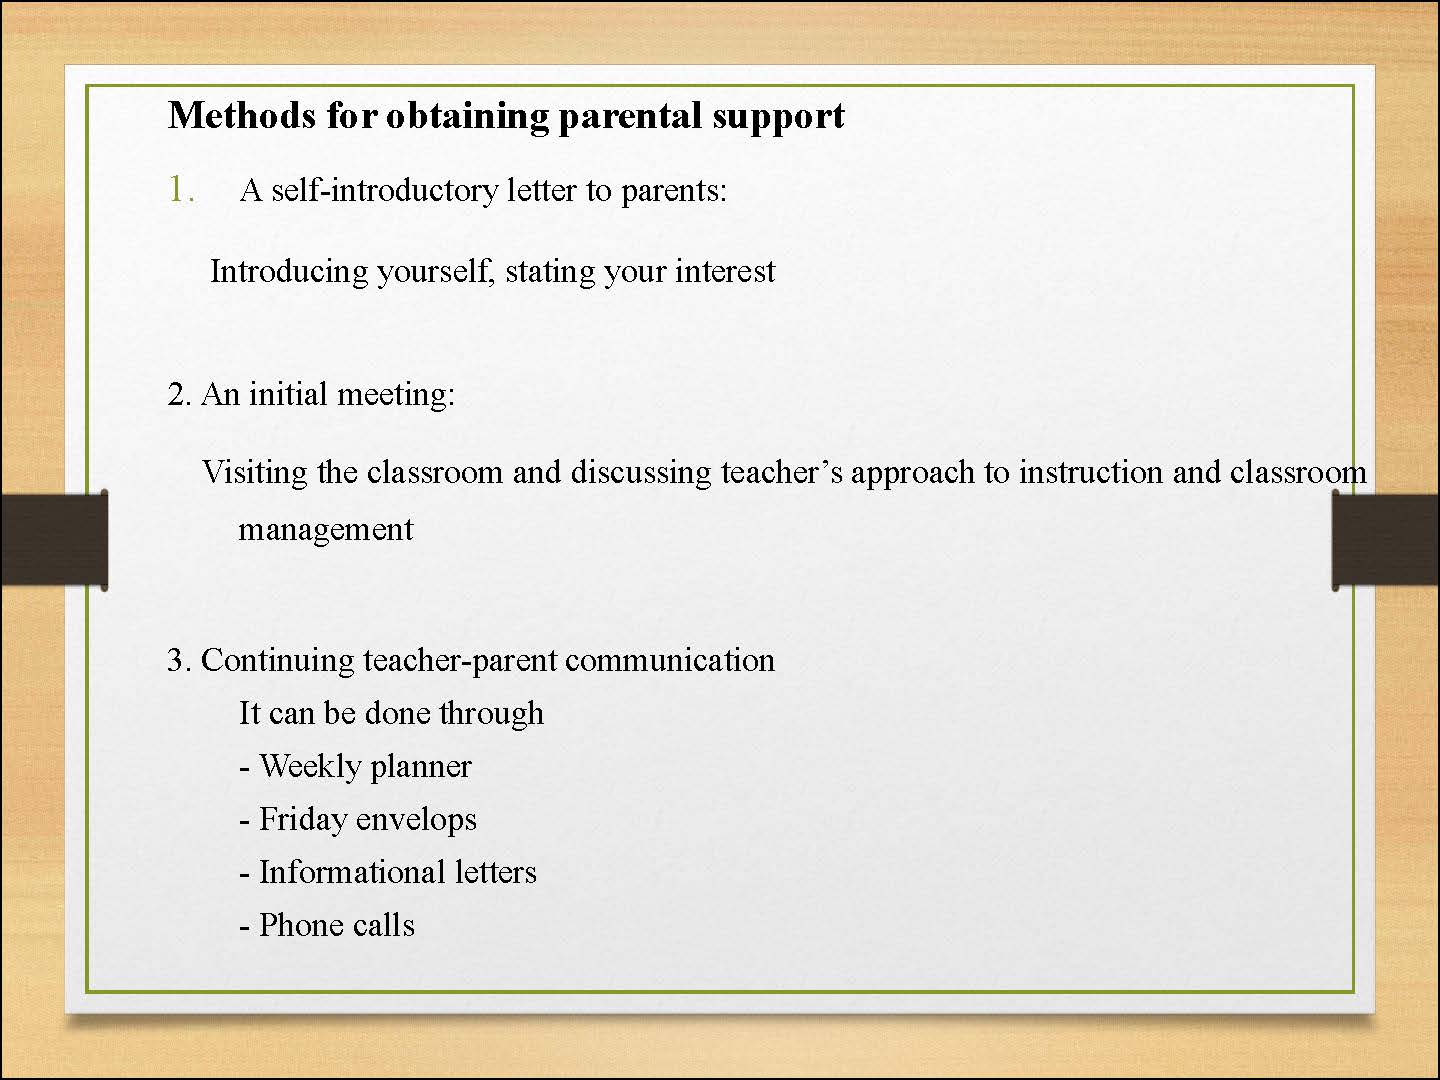 Methods for obtaining parental support
1. A self-introductory letter to parents:
Introducing yourself, stating your interest
2. An initial meeting:
Visiting the classroom and discussing teacher’s approach to instruction and classroom
management
3. Continuing teacher-parent communication
It can be done through
- Weekly planner
- Friday envelops
- Informational letters
- Phone calls